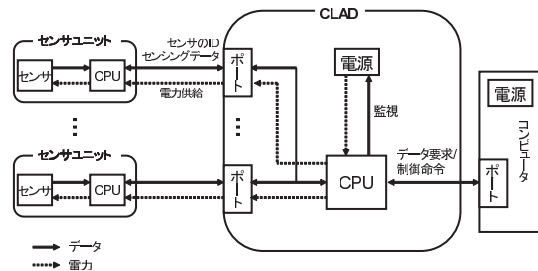 CLAD
センサユニット
センサ
CPU
センサのID
センシングデータ
電力供給
ポート
電源
監視
電源
コンピュータ
ポート
データ要求/
制御命令
CPU
センサユニット
センサ
CPU
ポート
データ
電力